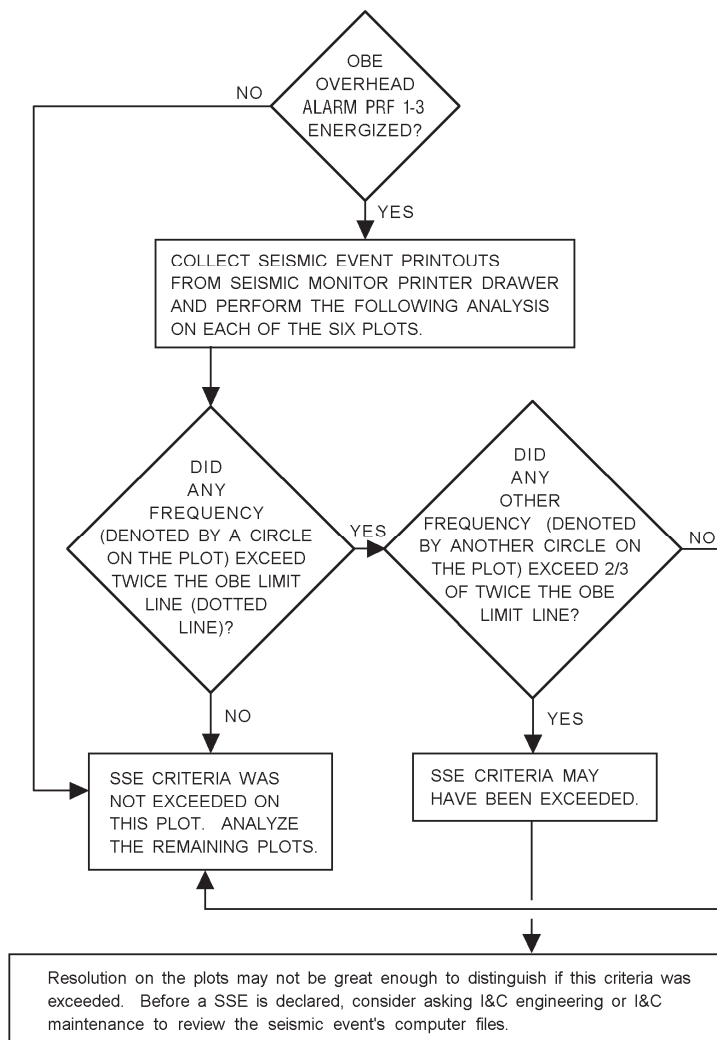 OBE
OVERHEAD
ALARM PRF 1-3
ENERGIZED?
NO
YES
COLLECT SEISMIC EVENT PRINTOUTS
FROM SEISMIC MONITOR PRINTER DRAWER
AND PERFORM THE FOLLOWING ANALYSIS
ON EACH OF THE SIX PLOTS.
DID
ANY
FREQUENCY
(DENOTED BY A CIRCLE
ON THE PLOT) EXCEED
TWICE THE OBE LIMIT
LINE (DOTTED
LINE)?
YES
DID
ANY
OTHER
FREQUENCY (DENOTED
BY ANOTHER CIRCLE ON
THE PLOT) EXCEED 2/3
OF TWICE THE OBE
LIMIT LINE?
NO
NO
YES
SSE CRITERIA WAS
NOT EXCEEDED ON
THIS PLOT. ANALYZE
THE REMAINING PLOTS.
SSE CRITERIA MAY
HAVE BEEN EXCEEDED.
Resolution on the plots may not be great enough to distinguish if this criteria was
exceeded. Before a SSE is declared, consider asking I&C engineering or I&C
maintenance to review the seismic event's computer files.